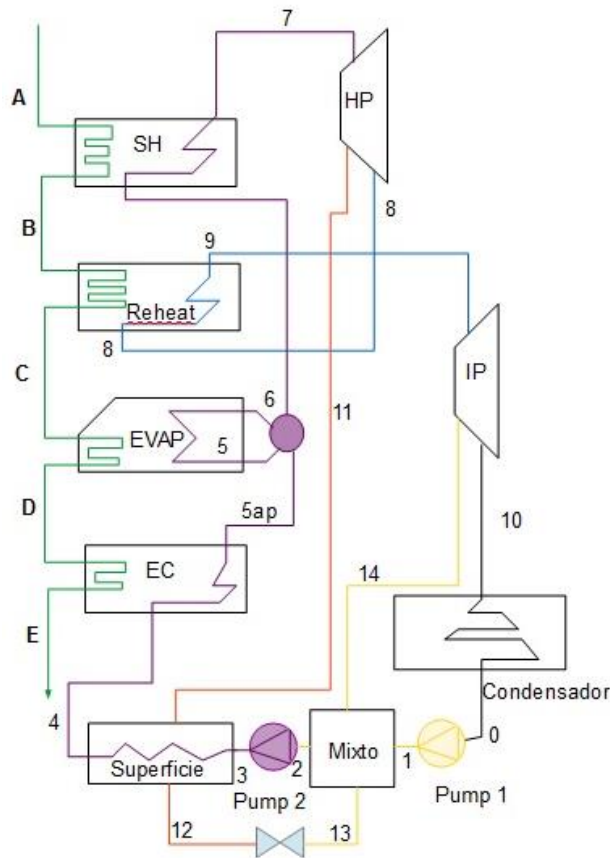 7
A
SH
HP
B
8
9
Reheat
8
C
IP
6
11
EVAP
5
D
5ap
10
EC
14
E
4
Condensador
0
Superficie
3
2
Mixto
1
Pump 2
Pump 1
12
13